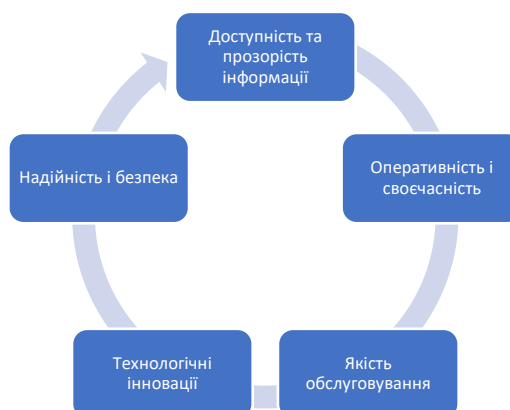 Доступність та
прозорість
інформації
Оперативність і
своєчасність
Якість
обслуговування
Технологічні
інновації
Надійність і безпека